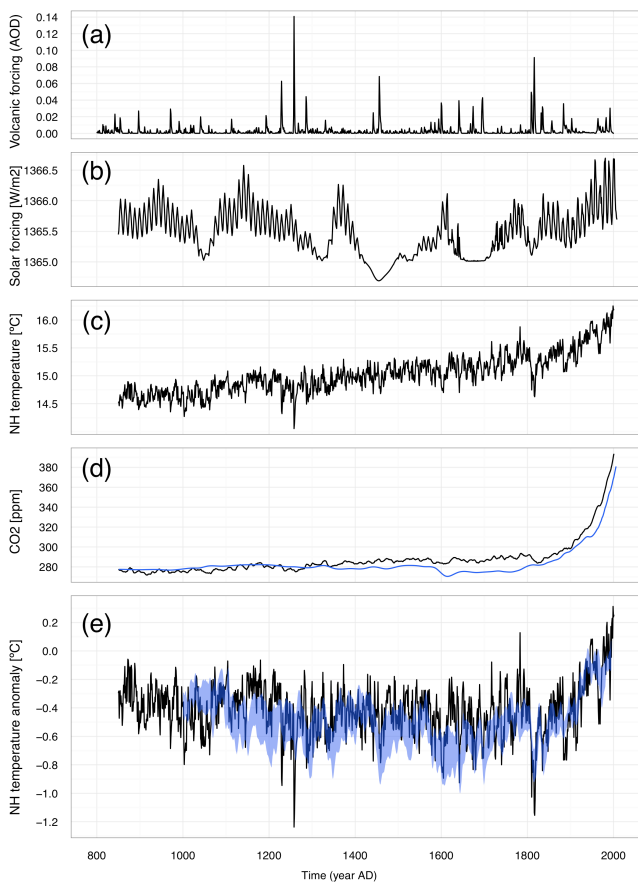 (a)
Volcanic forcing (AOD)
0.14
0.12
0.10
0.08
0.06
0.04
0.02
0.00
(b)
Solar forcing [W/m2]
1366.5
1366.0
1365.5
1365.0
(c)
NH temperature [°C]
16.0
15.5
15.0
14.5
(d)
CO2 [ppm]
380
360
340
320
300
280
(e)
NH temperature anomaly [°C]
0.2
0.0
−0.2
−0.4
−0.6
−0.8
−1.0
−1.2
800 1000 1200 1400 1600 1800 2000
Time (year AD)